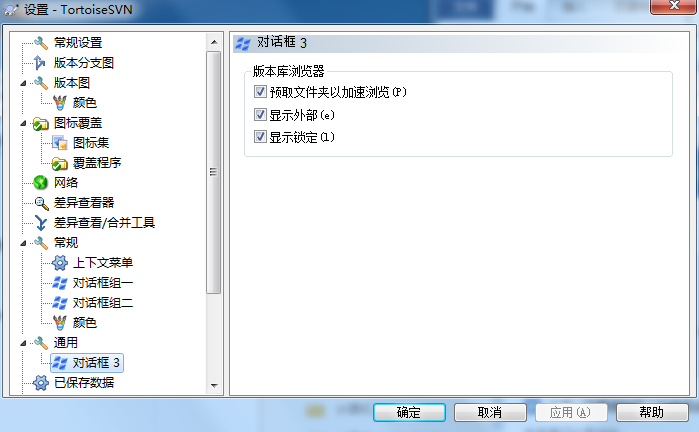 设置 - TortoiseSVN
常规设置
版本分支图
版本图
颜色
图标覆盖
图标集
覆盖程序
网络
差异查看器
差异查看/合并工具
常规
上下文菜单
对话框组一
对话框组二
颜色
通用
对话框 3
已保存数据
对话框 3
版本库浏览器
预取文件夹以加速浏览(P)
显示外部(e)
显示锁定(l)
确定
取消
应用(A)
帮助